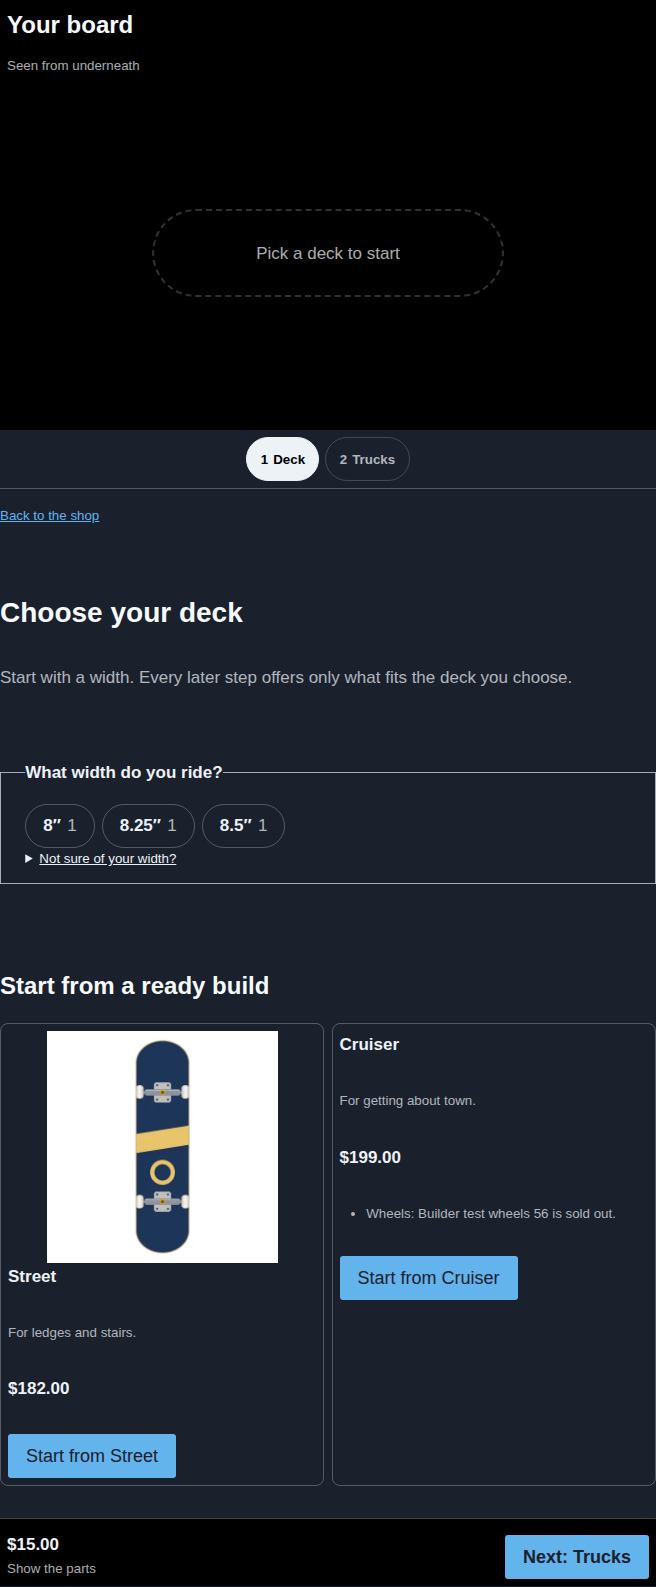 Your board
Seen from underneath
Pick a deck to start
1 Deck
2 Trucks
Back to the shop
Choose your deck
Start with a width. Every later step offers only what fits the deck you choose.
What width do you ride?
8″ 1
8.25″ 1
8.5″ 1
Not sure of your width?
Start from a ready build
Street
For ledges and stairs.
$182.00
Start from Street
Cruiser
For getting about town.
$199.00
Wheels: Builder test wheels 56 is sold out.
Start from Cruiser
$15.00
Show the parts
Next: Trucks